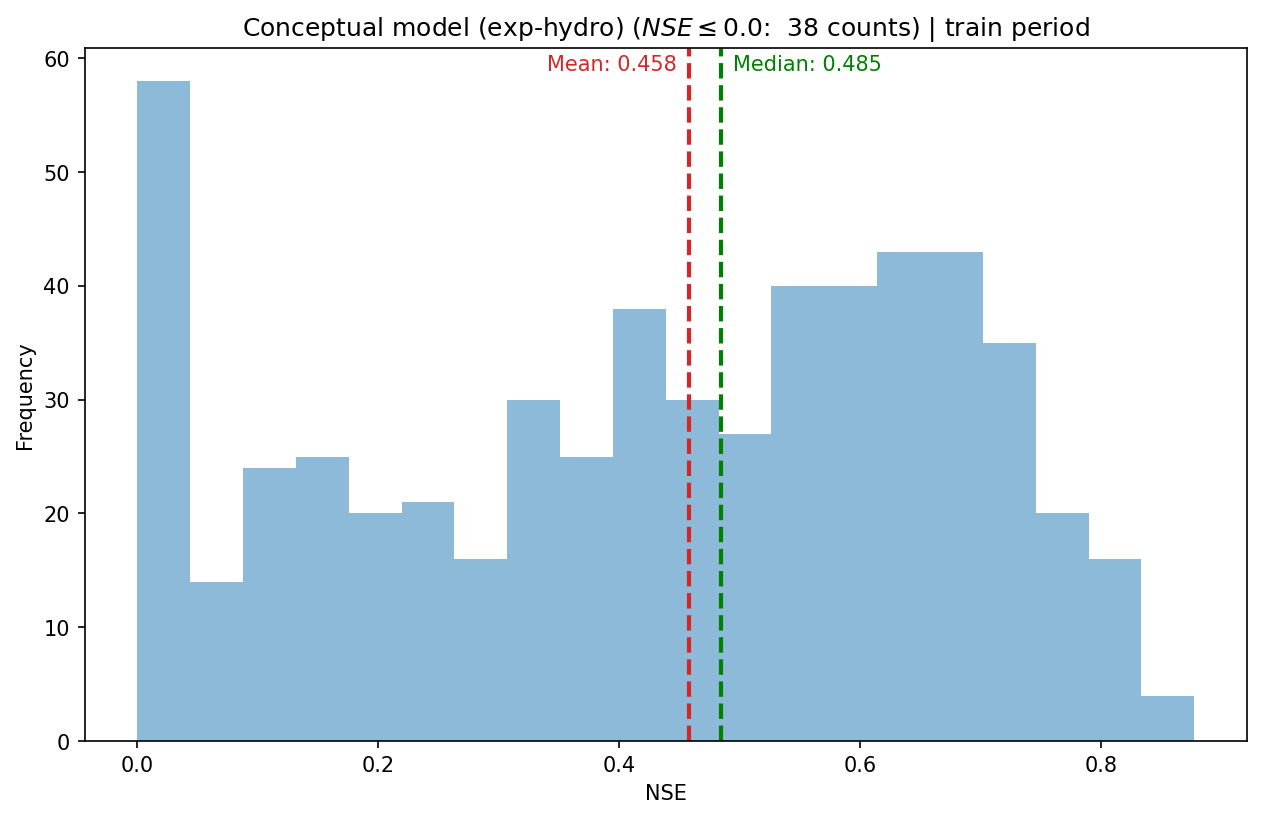 Conceptual model (exp-hydro) (NSE ≤ 0.0: 38 counts) | train period
Mean: 0.458
Median: 0.485
60
50
40
30
20
10
0
Frequency
0.0
0.2
0.4
0.6
0.8
NSE